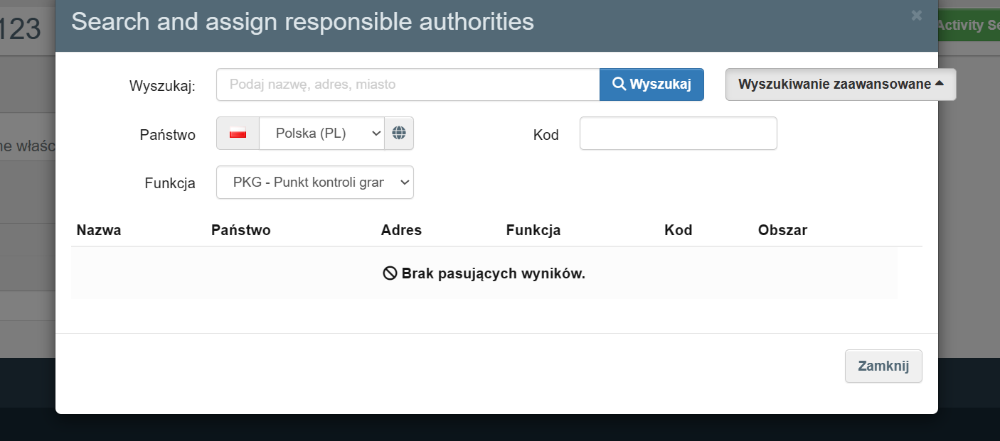 Search and assign responsible authorities
×
123
Activity Se
Wyszukaj:
Podaj nazwę, adres, miasto
Wyszukaj
Wyszukiwanie zaawansowane
Państwo
Polska (PL)
Kod
ne właśc
Funkcja
PKG - Punkt kontroli gran
Nazwa Państwo Adres Funkcja Kod Obszar
Brak pasujących wyników.
Zamknij